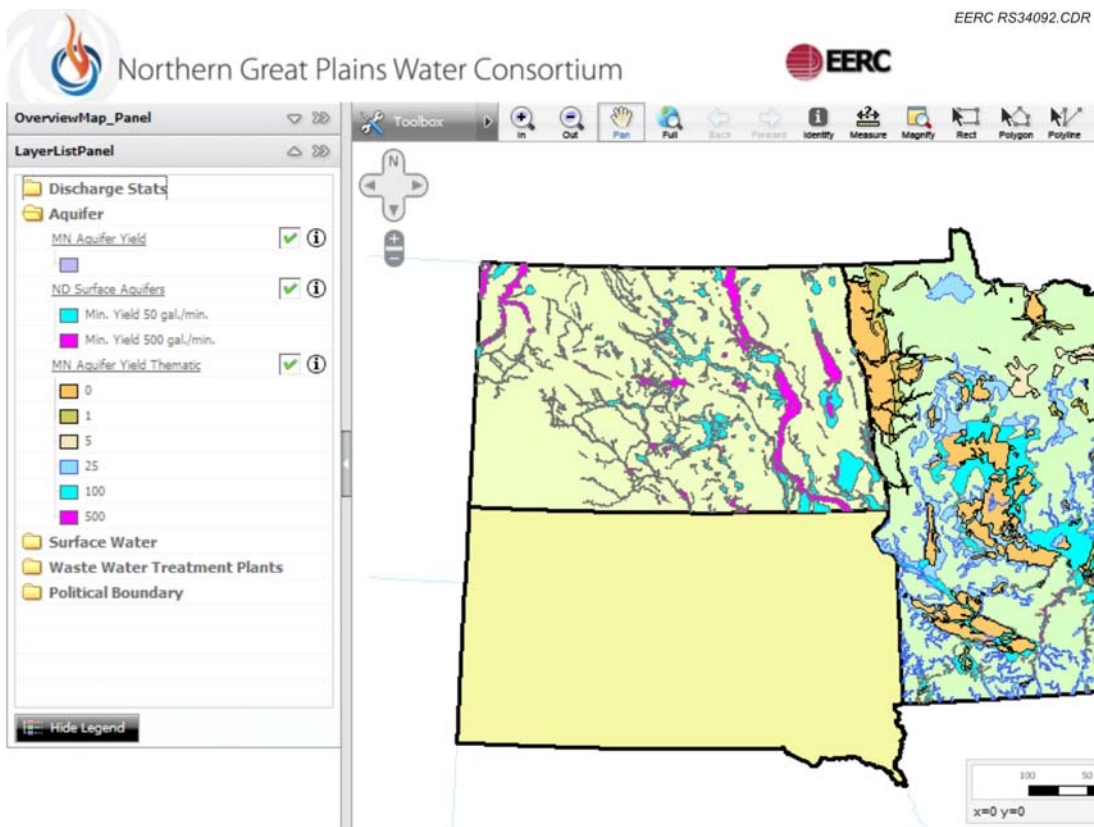 EERC RS34092.CDR
Northern Great Plains Water Consortium
EERC
OverviewMap_Panel
LayerListPanel
Discharge Stats
Aquifer
MN Aquifer Yield
ND Surface Aquifers
Min. Yield 50 gal./min.
Min. Yield 500 gal./min.
MN Aquifer Yield Thematic
0
1
5
25
100
500
Surface Water
Waste Water Treatment Plants
Political Boundary
Hide Legend
Toolbox
In
Out
Pan
Full
Back
Forward
Identify
Measure
Magnify
Rect
Polygon
Polyline
N
100 50
x=0 y=0